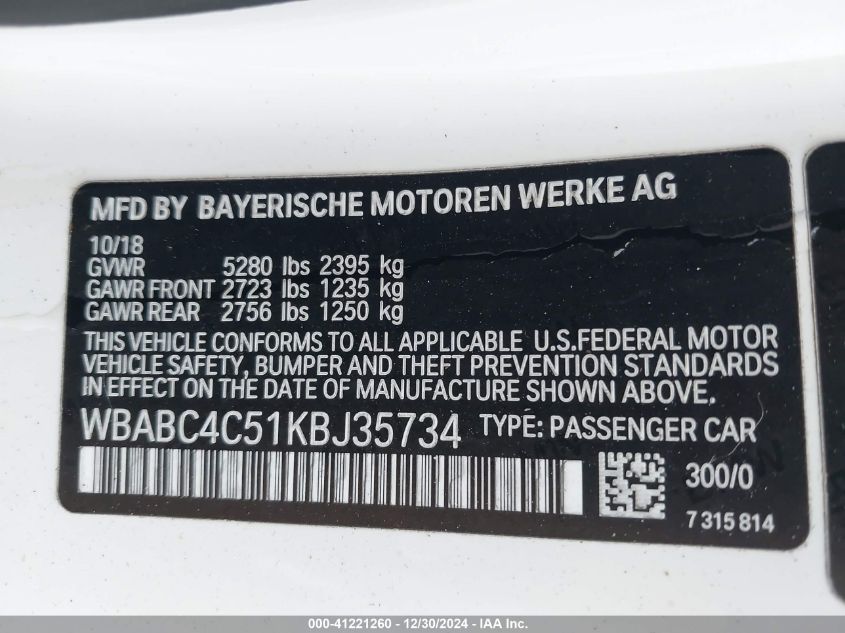 MFD BY BAYERISCHE MOTOREN WERKE AG
10/18
GVWR 5280 lbs 2395 kg
GAWR FRONT 2723 lbs 1235 kg
GAWR REAR 2756 lbs 1250 kg
THIS VEHICLE CONFORMS TO ALL APPLICABLE U.S.FEDERAL MOTOR
VEHICLE SAFETY, BUMPER AND THEFT PREVENTION STANDARDS
IN EFFECT ON THE DATE OF MANUFACTURE SHOWN ABOVE.
WBABC4C51KBJ35734 TYPE: PASSENGER CAR
300/0
7315814
000-41221260 - 12/30/2024 - IAA Inc.